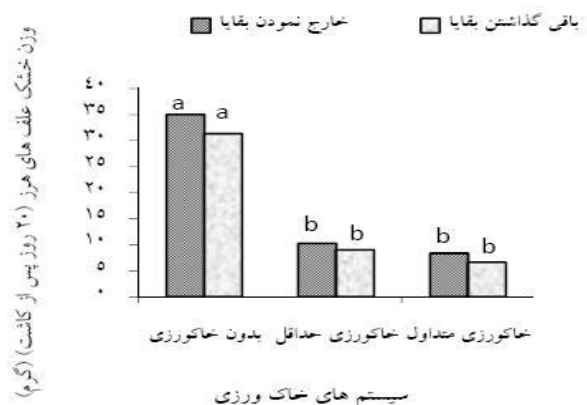 خارج نمودن بقایا باقی گذاشتن بقایا
وزن خشک علف های هرز (۲۰ روز پس از کاشت) (گرم)
۴۰
۳۵
۳۰
۲۵
۲۰
۱۵
۱۰
۵
۰
a a
b b
b b
بدون خاکورزی خاکورزی حداقل خاکورزی متداول
سیستم های خاک ورزی